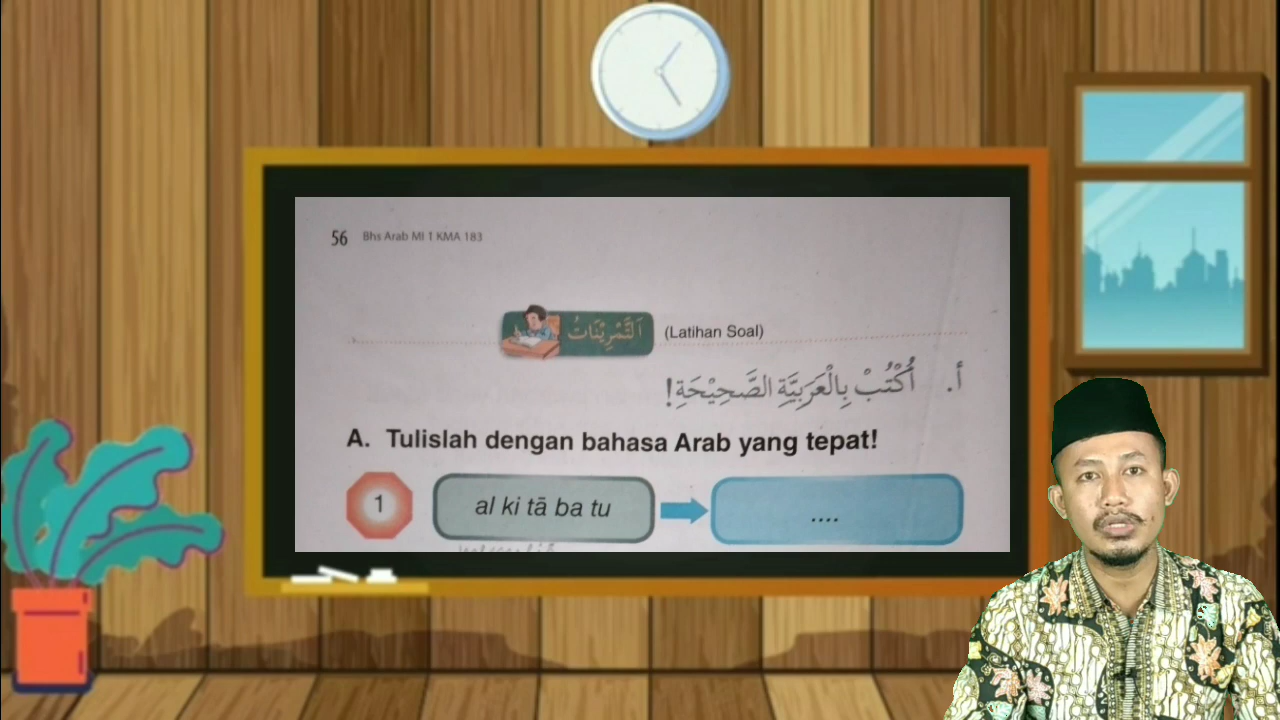 56 Bhs Arab MI 1 KMA 183
اَلتَّمْرِيْنَاتُ (Latihan Soal)
أ. أُكْتُبْ بِالْعَرَبِيَّةِ الصَّحِيْحَةِ!
A. Tulislah dengan bahasa Arab yang tepat!
1 al ki tā ba tu ....